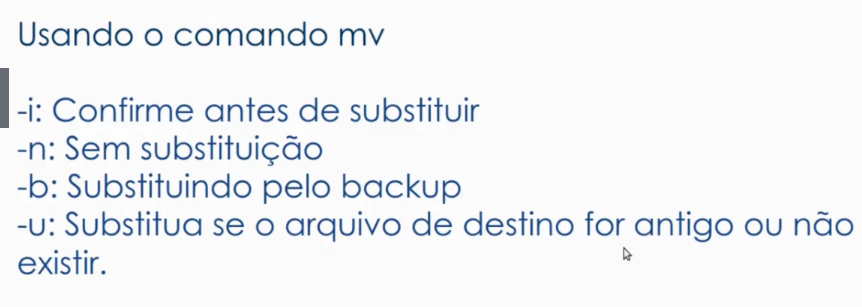 Usando o comando mv
-i: Confirme antes de substituir
-n: Sem substituição
-b: Substituindo pelo backup
-u: Substitua se o arquivo de destino for antigo ou não
existir.